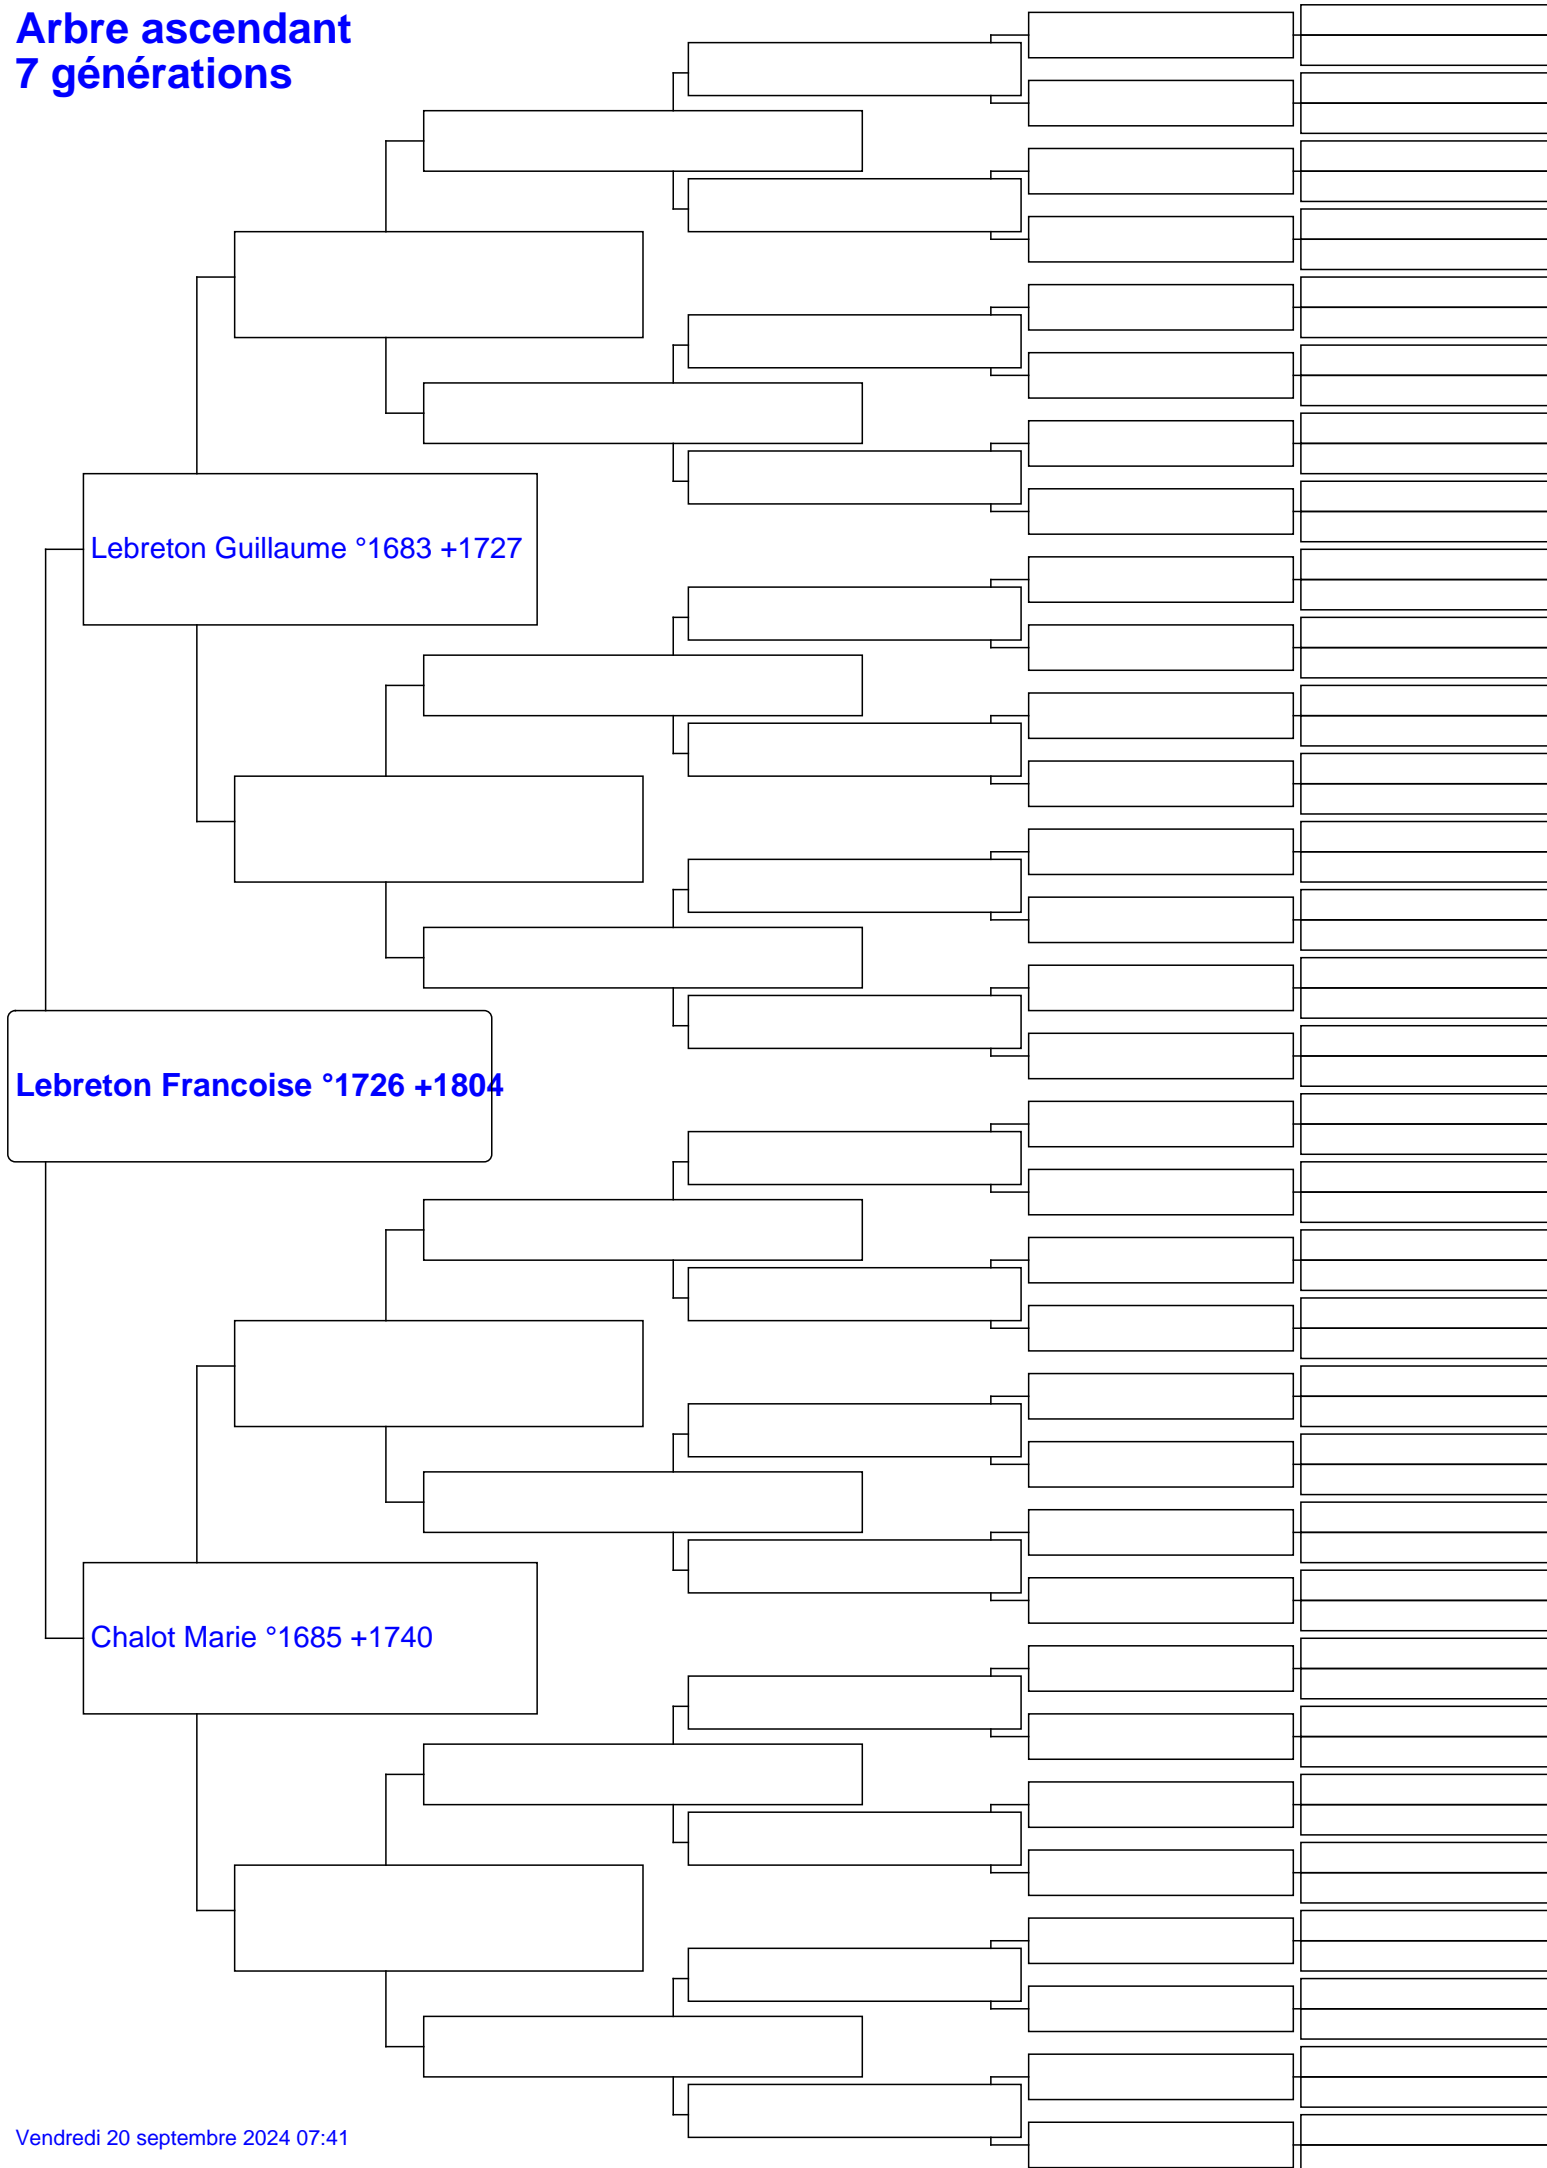 Arbre ascendant
7 générations
Lebreton Guillaume °1683 +1727
Lebreton Francoise °1726 +1804
Chalot Marie °1685 +1740
Vendredi 20 septembre 2024 07:41